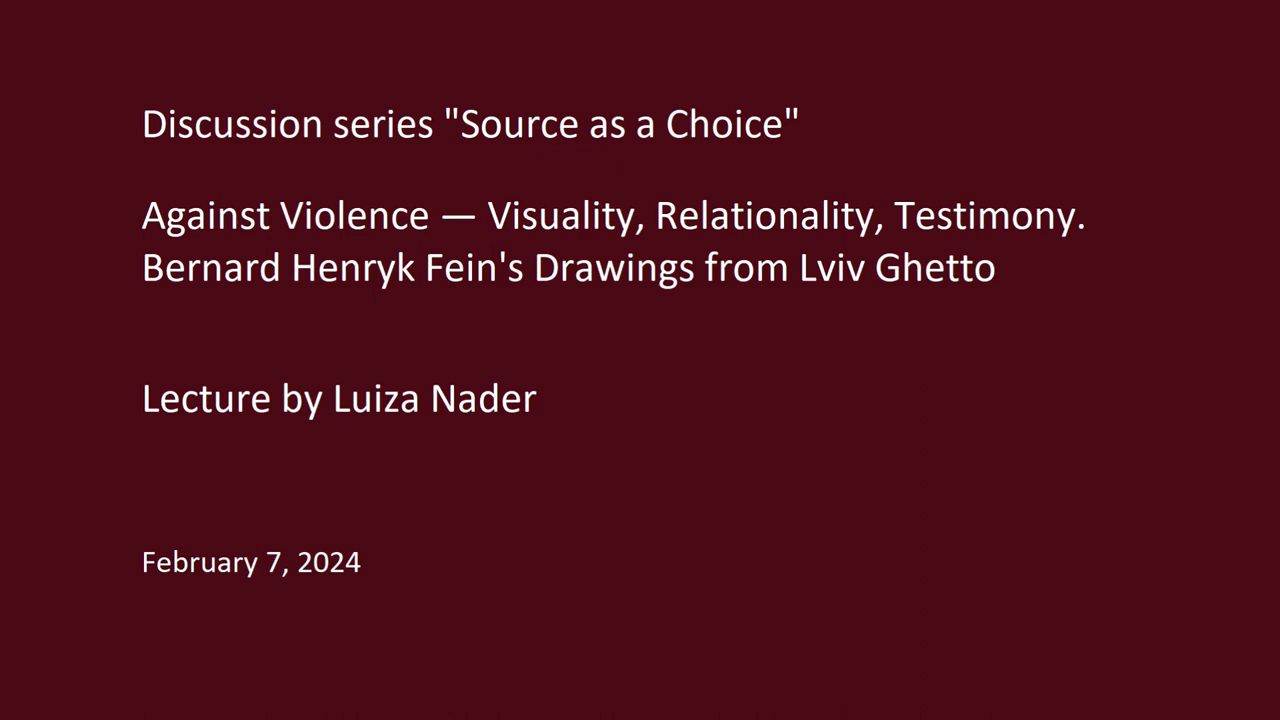 Discussion series "Source as a Choice"
Against Violence — Visuality, Relationality, Testimony.
Bernard Henryk Fein's Drawings from Lviv Ghetto
Lecture by Luiza Nader
February 7, 2024